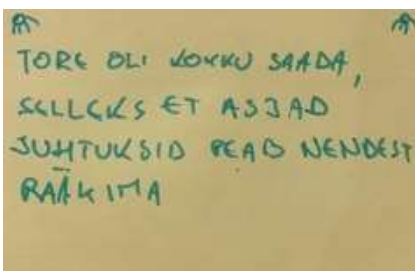 TORE OLI KOKKU SAADA,
SELLEKS ET ASJAD
JUHTUKSID PEAB NENDEST
RÄÄKIMA